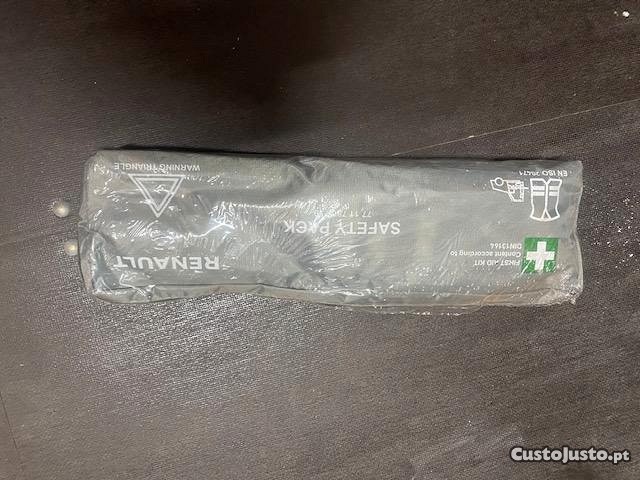 RENAULT
SAFETY PACK
WARNING TRIANGLE
FIRST AID KIT
Content according to
DIN13164
EN ISO 20471
CustoJusto.pt